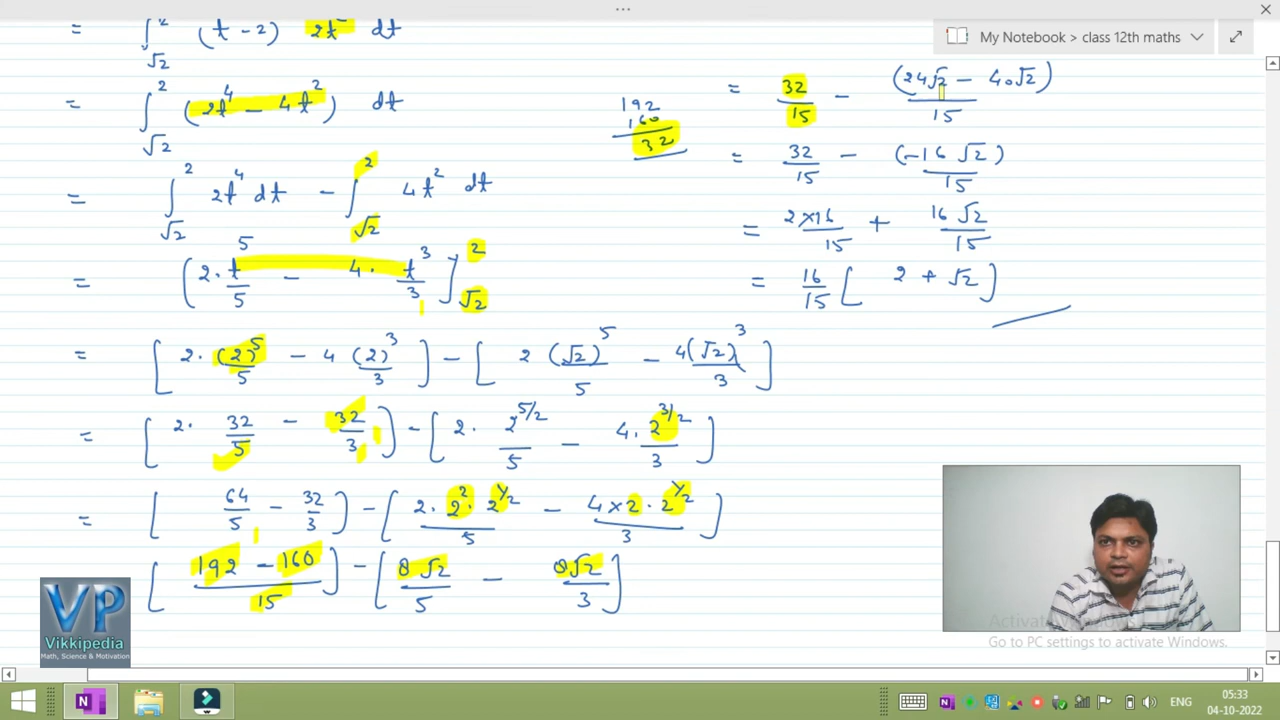 My Notebook > class 12th maths
= ∫√2^2 (t - 2) 2t² dt
= ∫√2^2 (2t⁴ - 4t²) dt
= ∫√2^2 2t⁴ dt - ∫√2^2 4t² dt
= [2. t⁵/5 - 4. t³/3]√2^2
= [2. (2)⁵/5 - 4 (2)³/3] - [2 (√2)⁵/5 - 4(√2)³/3]
= [2. 32/5 - 32/3] - [2. 2^5/2/5 - 4. 2^3/2/3]
= [64/5 - 32/3] - [2. 2². 2^1/2/5 - 4×2. 2^1/2/3]
[192 - 160/15] - [8√2/5 - 8√2/3]
192
160
32
= 32/15 - (24√2 - 40√2)/15
= 32/15 - (-16√2)/15
= 2×16/15 + 16√2/15
= 16/15 [2 + √2]
VP
Vikkipedia
Math, Science & Motivation
Activate Windows
Go to PC settings to activate Windows.
N
ENG
05:33
04-10-2022